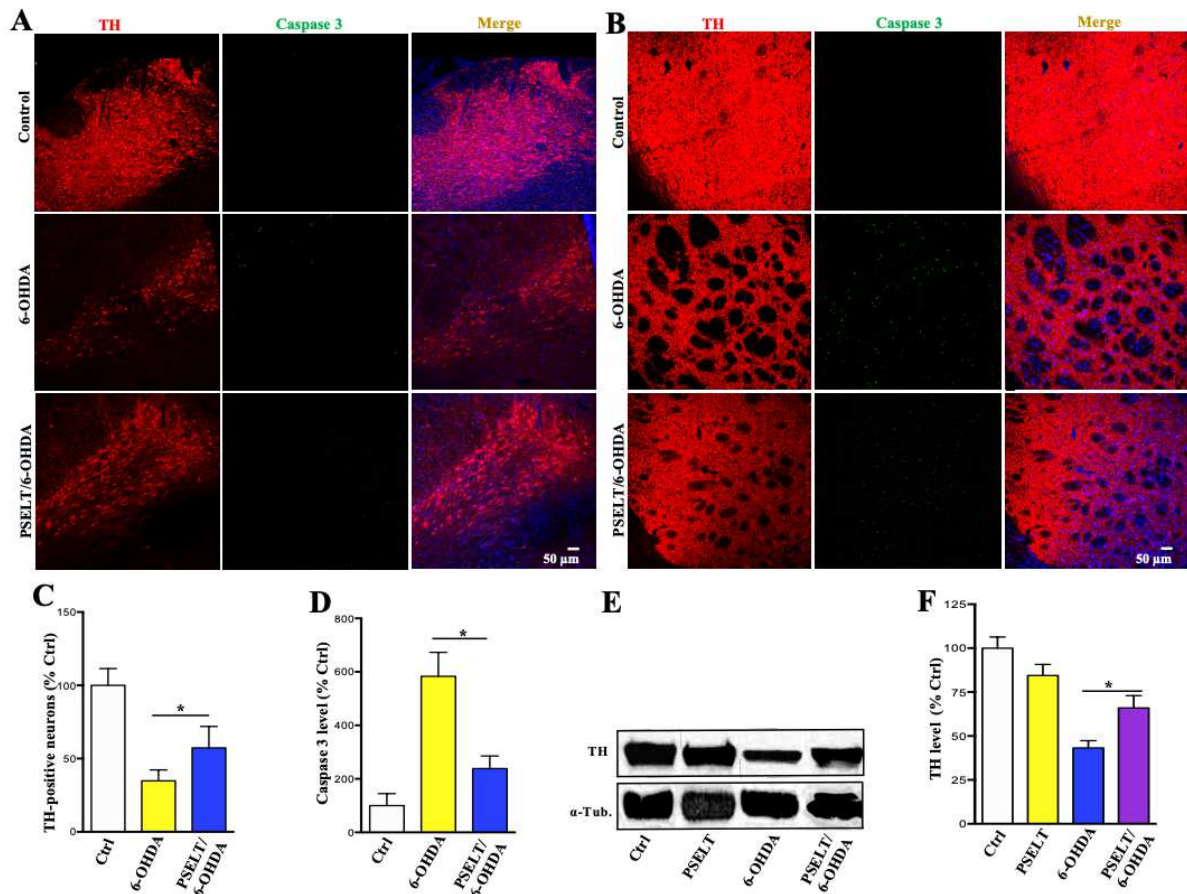 A
TH
Caspase 3
Merge
Control
6-OHDA
PSELT/6-OHDA
50 µm
B
TH
Caspase 3
Merge
Control
6-OHDA
PSELT/6-OHDA
50 µm
C
TH-positive neurons (% Ctrl)
150
100
50
0
*
Ctrl
6-OHDA
PSELT/
6-OHDA
D
Caspase 3 level (% Ctrl)
800
600
400
200
0
*
Ctrl
6-OHDA
PSELT/
6-OHDA
E
TH
α-Tub.
Ctrl
PSELT
6-OHDA
PSELT/
6-OHDA
F
TH level (% Ctrl)
125
100
75
50
25
0
*
Ctrl
PSELT
6-OHDA
PSELT/
6-OHDA